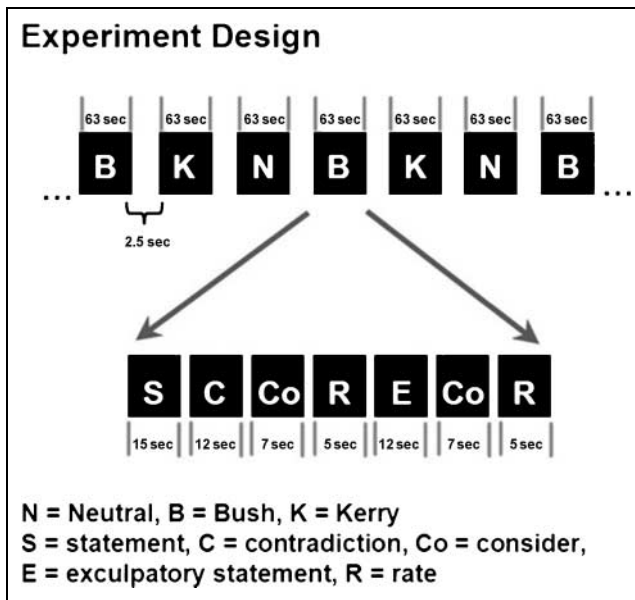 Experiment Design
63 sec 63 sec 63 sec 63 sec 63 sec 63 sec 63 sec
... B K N B K N B ...
2.5 sec
S C Co R E Co R
15 sec 12 sec 7 sec 5 sec 12 sec 7 sec 5 sec
N = Neutral, B = Bush, K = Kerry
S = statement, C = contradiction, Co = consider,
E = exculpatory statement, R = rate